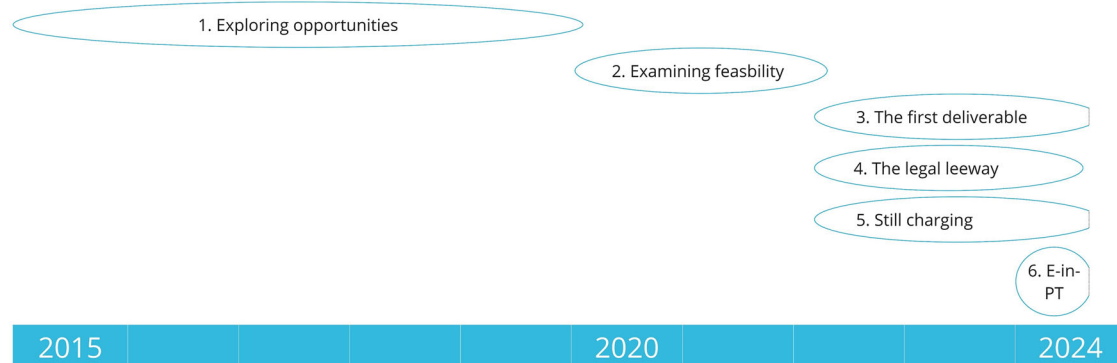 1. Exploring opportunities
2. Examining feasbility
3. The first deliverable
4. The legal leeway
5. Still charging
6. E-in-
PT
2015 2020 2024